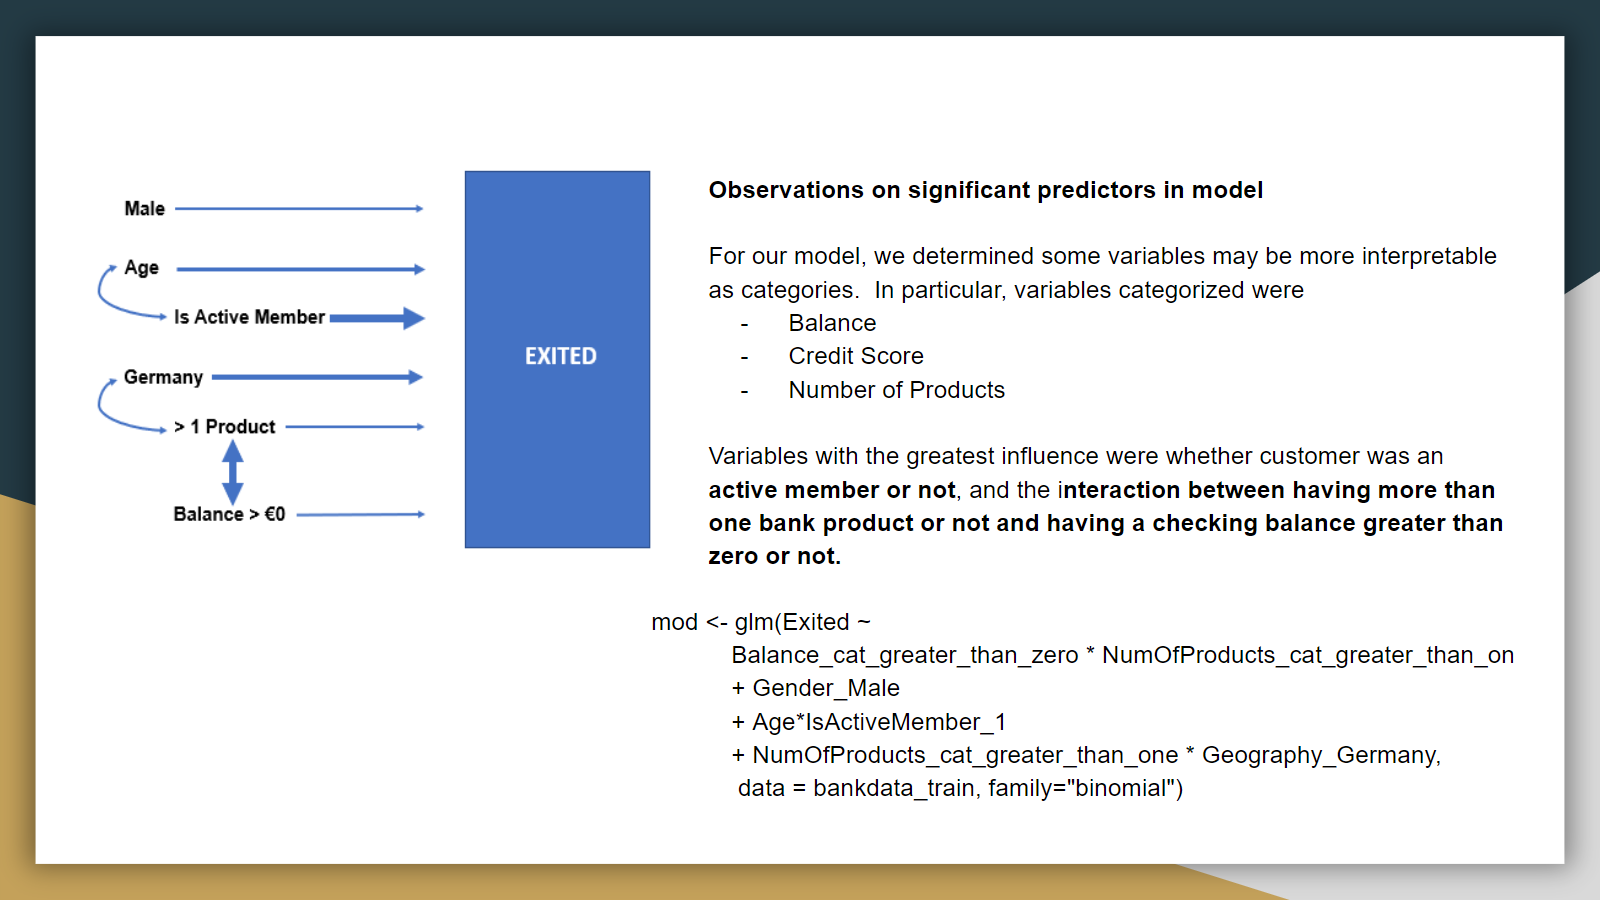 Male
Age
Is Active Member
Germany
> 1 Product
Balance > €0
EXITED
Observations on significant predictors in model
For our model, we determined some variables may be more interpretable
as categories.  In particular, variables categorized were
- Balance
- Credit Score
- Number of Products
Variables with the greatest influence were whether customer was an
active member or not, and the interaction between having more than
one bank product or not and having a checking balance greater than
zero or not.
mod <- glm(Exited ~
Balance_cat_greater_than_zero * NumOfProducts_cat_greater_than_on
+ Gender_Male
+ Age*IsActiveMember_1
+ NumOfProducts_cat_greater_than_one * Geography_Germany,
data = bankdata_train, family="binomial")